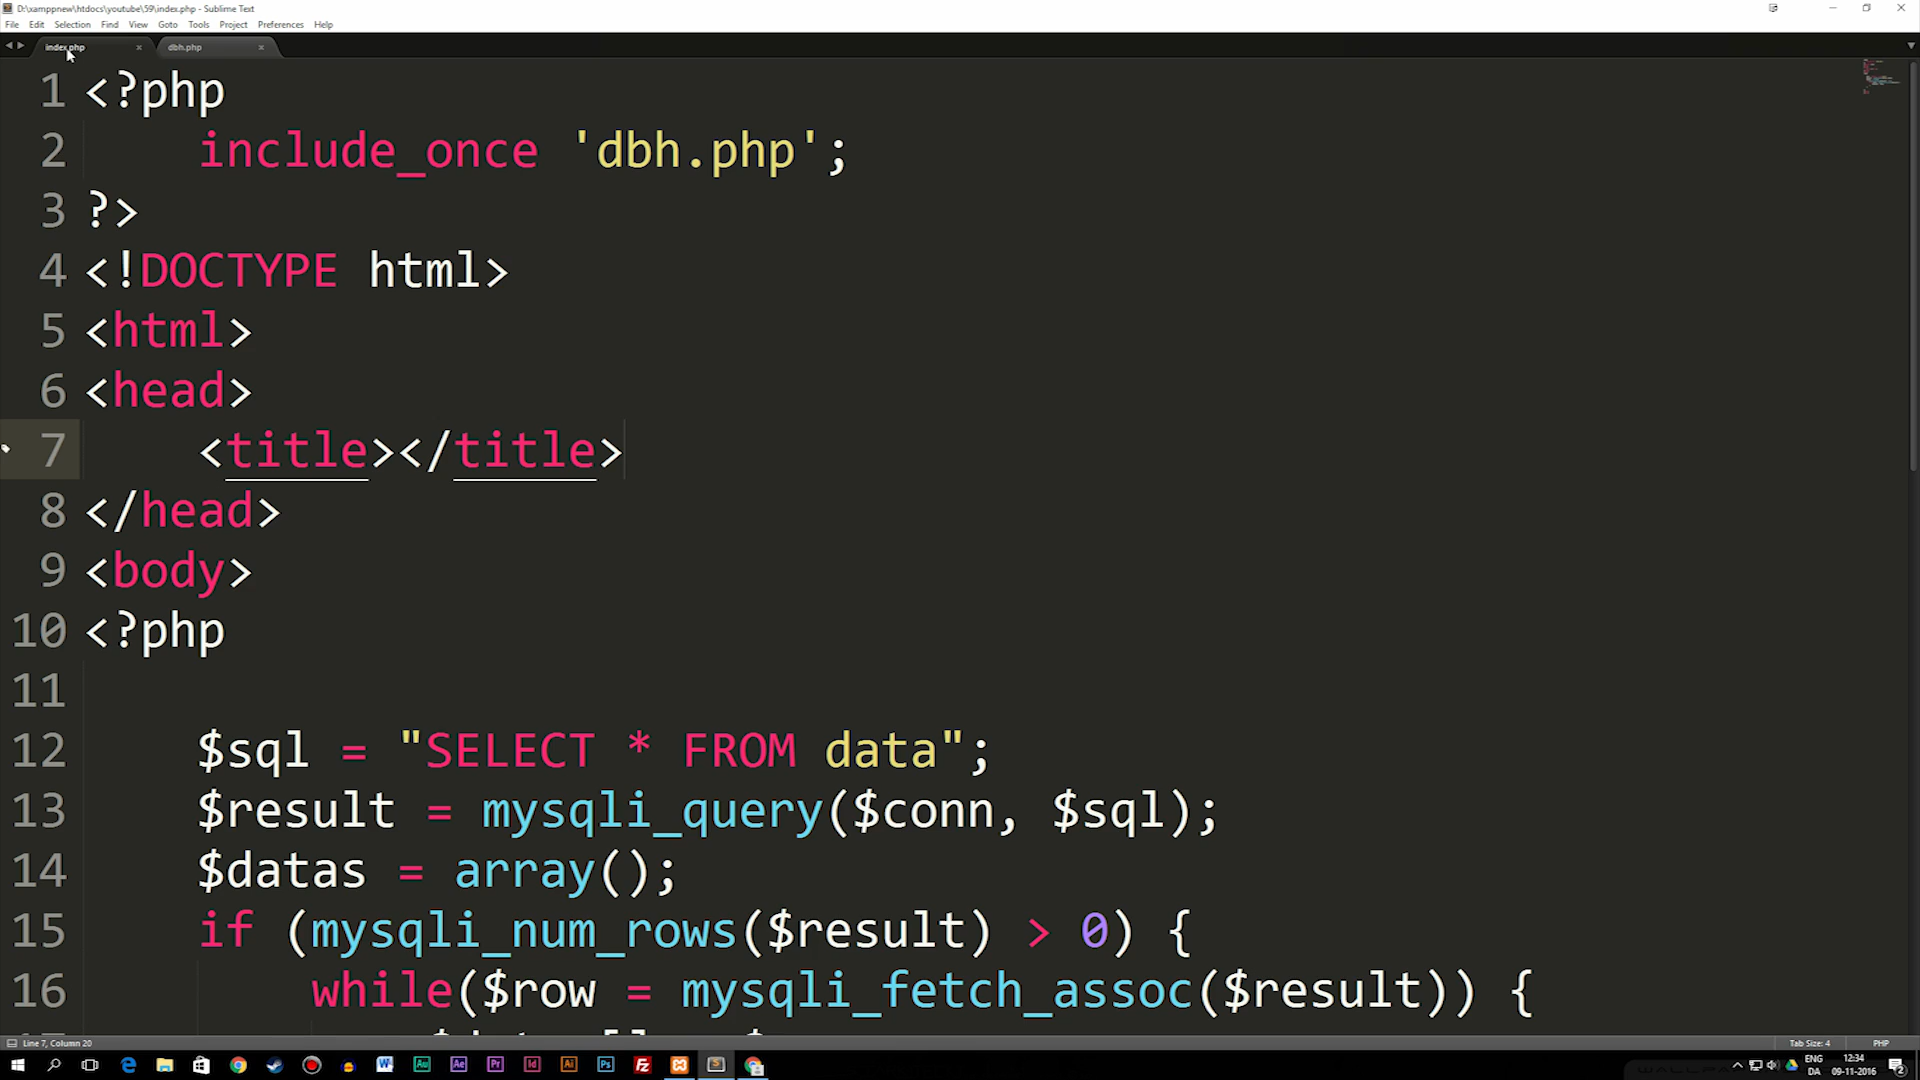 D:\xamppnew\htdocs\youtube\59\index.php - Sublime Text
File Edit Selection Find View Goto Tools Project Preferences Help
index.php × dbh.php ×
1 <?php
2 include_once 'dbh.php';
3 ?>
4 <!DOCTYPE html>
5 <html>
6 <head>
7 <title></title>
8 </head>
9 <body>
10 <?php
11
12 $sql = "SELECT * FROM data";
13 $result = mysqli_query($conn, $sql);
14 $datas = array();
15 if (mysqli_num_rows($result) > 0) {
16 while($row = mysqli_fetch_assoc($result)) {
Line 7, Column 20 Tab Size: 4 PHP
ENG 12:34
DA 09-11-2016